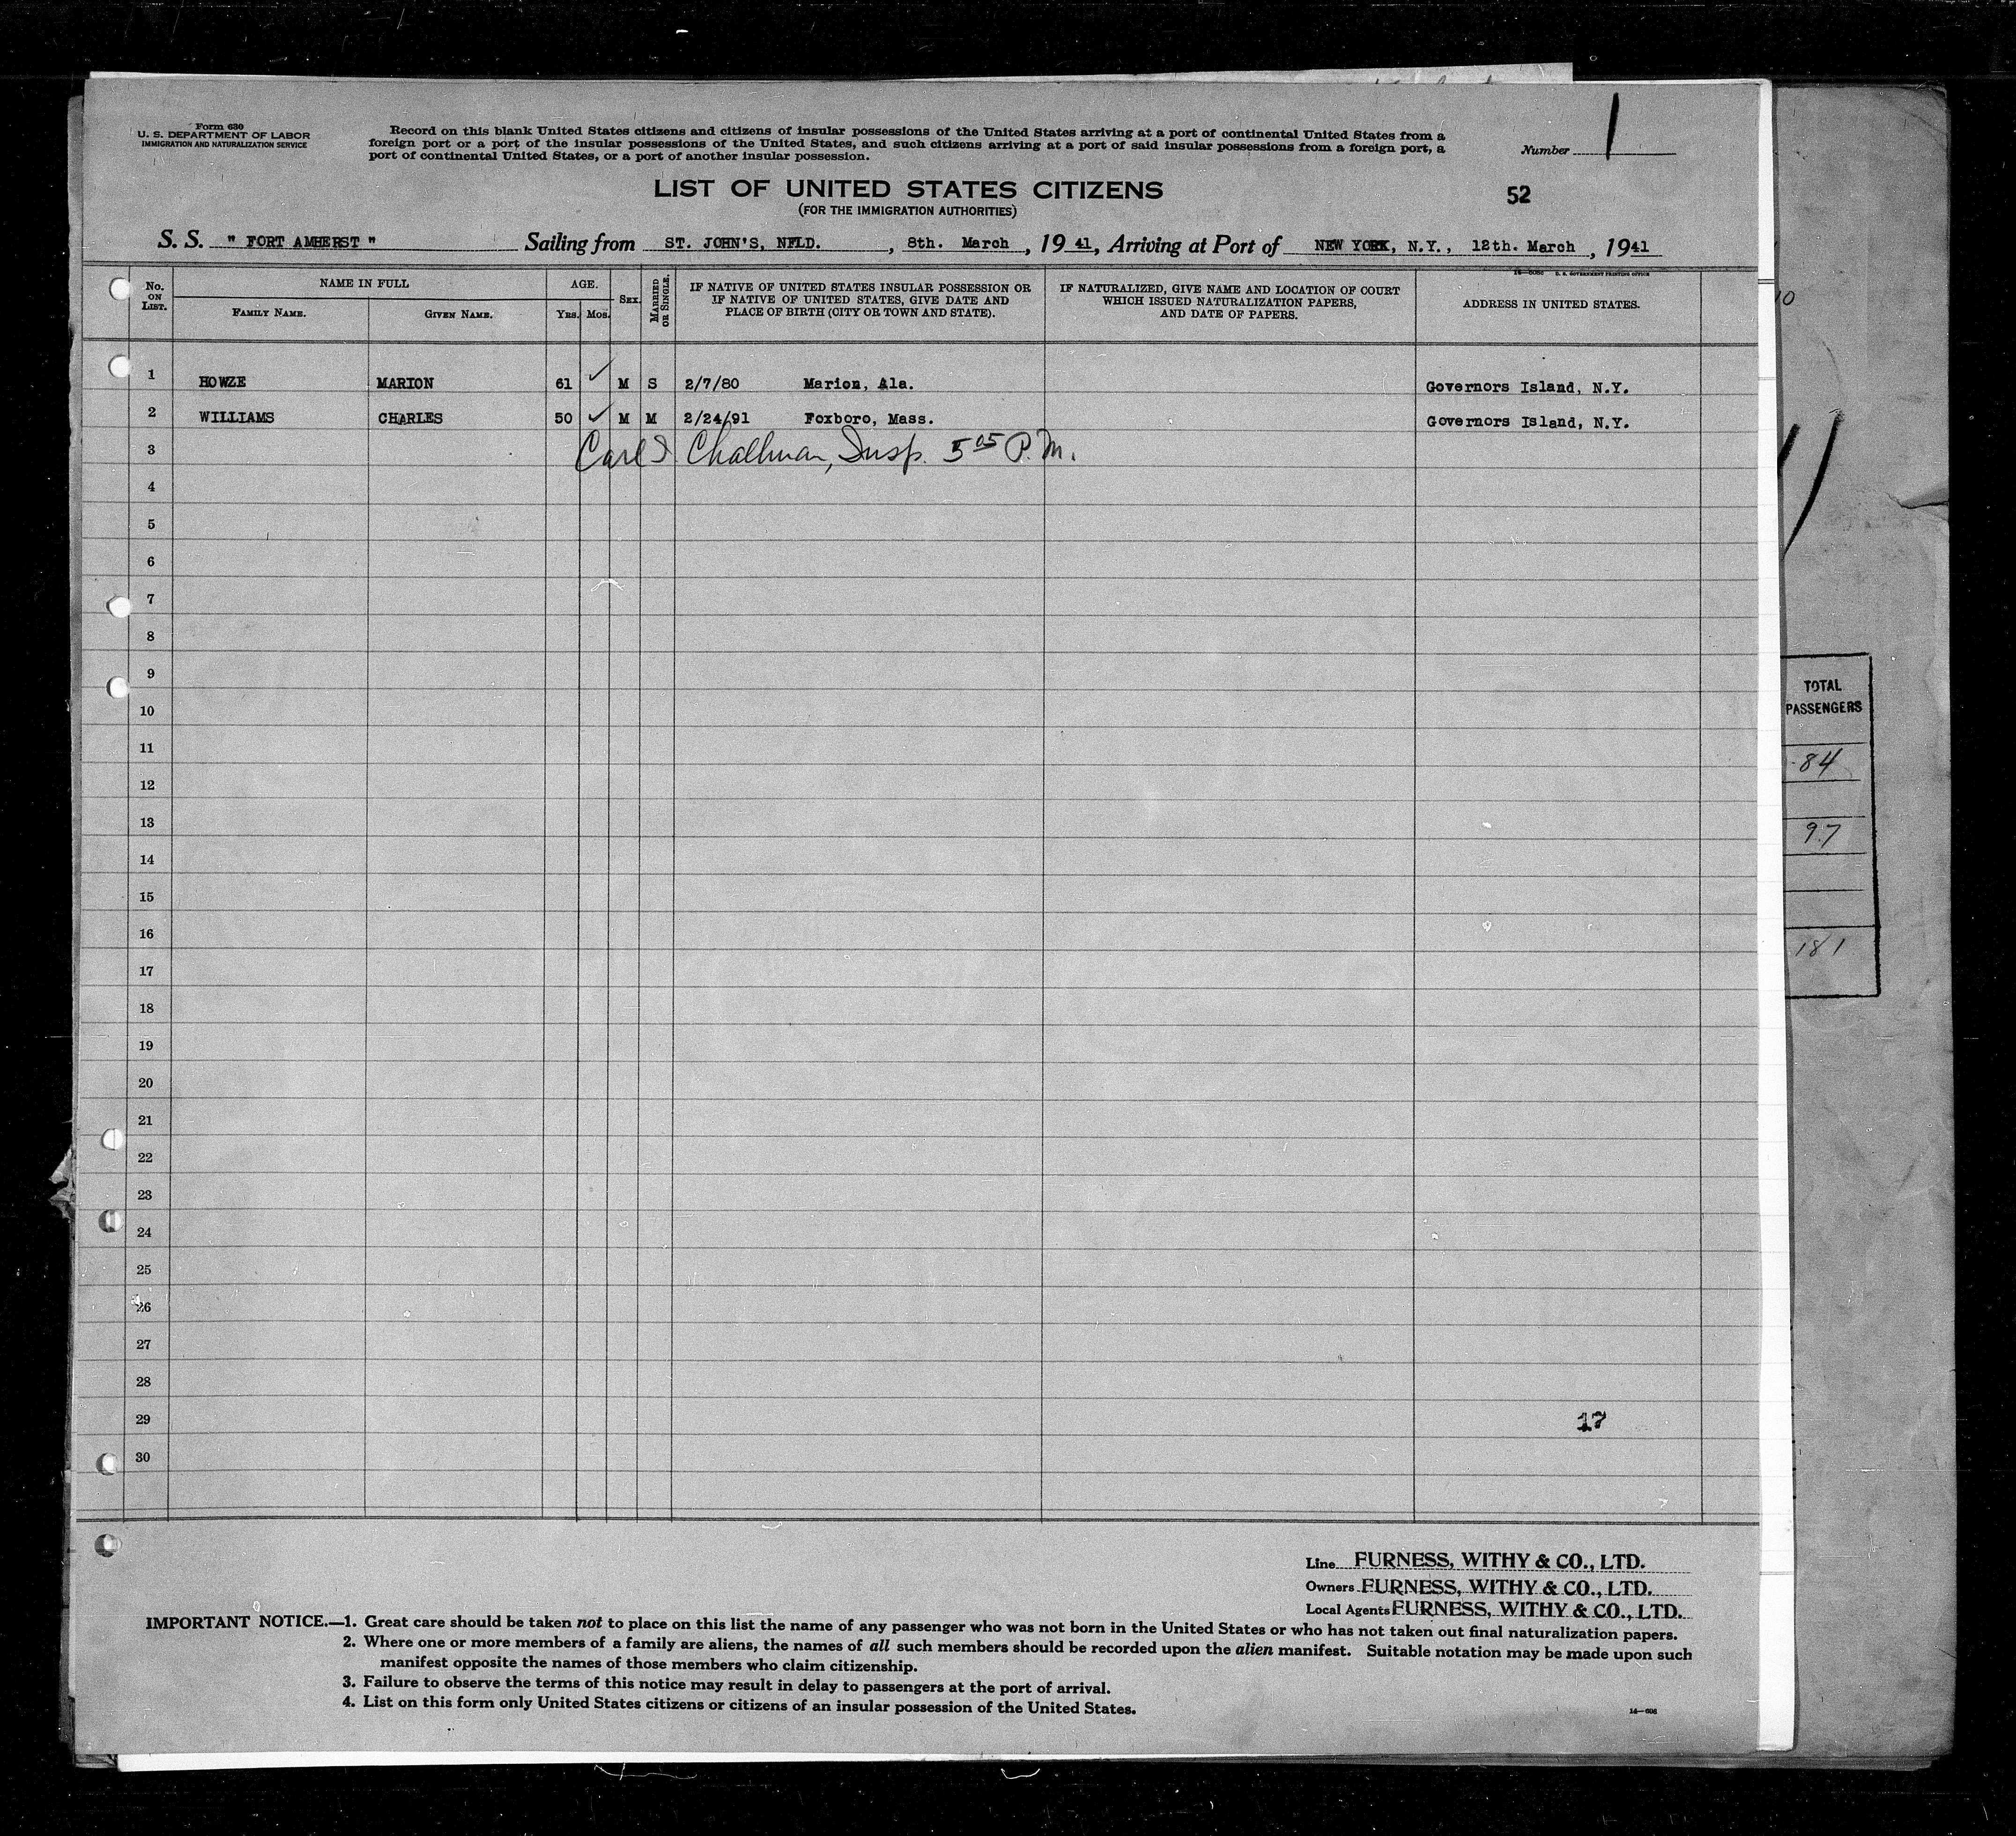 Form 630
U. S. DEPARTMENT OF LABOR
IMMIGRATION AND NATURALIZATION SERVICE
Record on this blank United States citizens and citizens of insular possessions of the United States arriving at a port of continental United States from a
foreign port or a port of the insular possessions of the United States, and such citizens arriving at a port of said insular possessions from a foreign port, a
port of continental United States, or a port of another insular possession.
Number 1
LIST OF UNITED STATES CITIZENS
(FOR THE IMMIGRATION AUTHORITIES)
52
S. S. " FORT AMHERST " Sailing from ST. JOHN'S, NFLD. , 8th. March , 19 41, Arriving at Port of NEW YORK, N.Y., 12th. March , 19 41
U. S. GOVERNMENT PRINTING OFFICE
No. ON LIST.
NAME IN FULL
FAMILY NAME.
GIVEN NAME.
AGE.
YRS. MOS.
SEX.
MARRIED OR SINGLE.
IF NATIVE OF UNITED STATES INSULAR POSSESSION OR
IF NATIVE OF UNITED STATES, GIVE DATE AND
PLACE OF BIRTH (CITY OR TOWN AND STATE).
IF NATURALIZED, GIVE NAME AND LOCATION OF COURT
WHICH ISSUED NATURALIZATION PAPERS,
AND DATE OF PAPERS.
ADDRESS IN UNITED STATES.
1 HOWZE MARION 61 ✓ M S 2/7/80 Marion, Ala. Governors Island, N.Y.
2 WILLIAMS CHARLES 50 ✓ M M 2/24/91 Foxboro, Mass. Governors Island, N.Y.
3 Carl Challman, Insp. 5 05 P.M.
4
5
6
7
8
9
10
11
12
13
14
15
16
17
18
19
20
21
22
23
24
25
26
27
28
29 17
30
Line FURNESS, WITHY & CO., LTD.
Owners FURNESS, WITHY & CO., LTD.
Local Agents FURNESS, WITHY & CO., LTD.
IMPORTANT NOTICE.—1. Great care should be taken not to place on this list the name of any passenger who was not born in the United States or who has not taken out final naturalization papers.
2. Where one or more members of a family are aliens, the names of all such members should be recorded upon the alien manifest. Suitable notation may be made upon such
manifest opposite the names of those members who claim citizenship.
3. Failure to observe the terms of this notice may result in delay to passengers at the port of arrival.
4. List on this form only United States citizens or citizens of an insular possession of the United States.
10
TOTAL
PASSENGERS
84
97
181